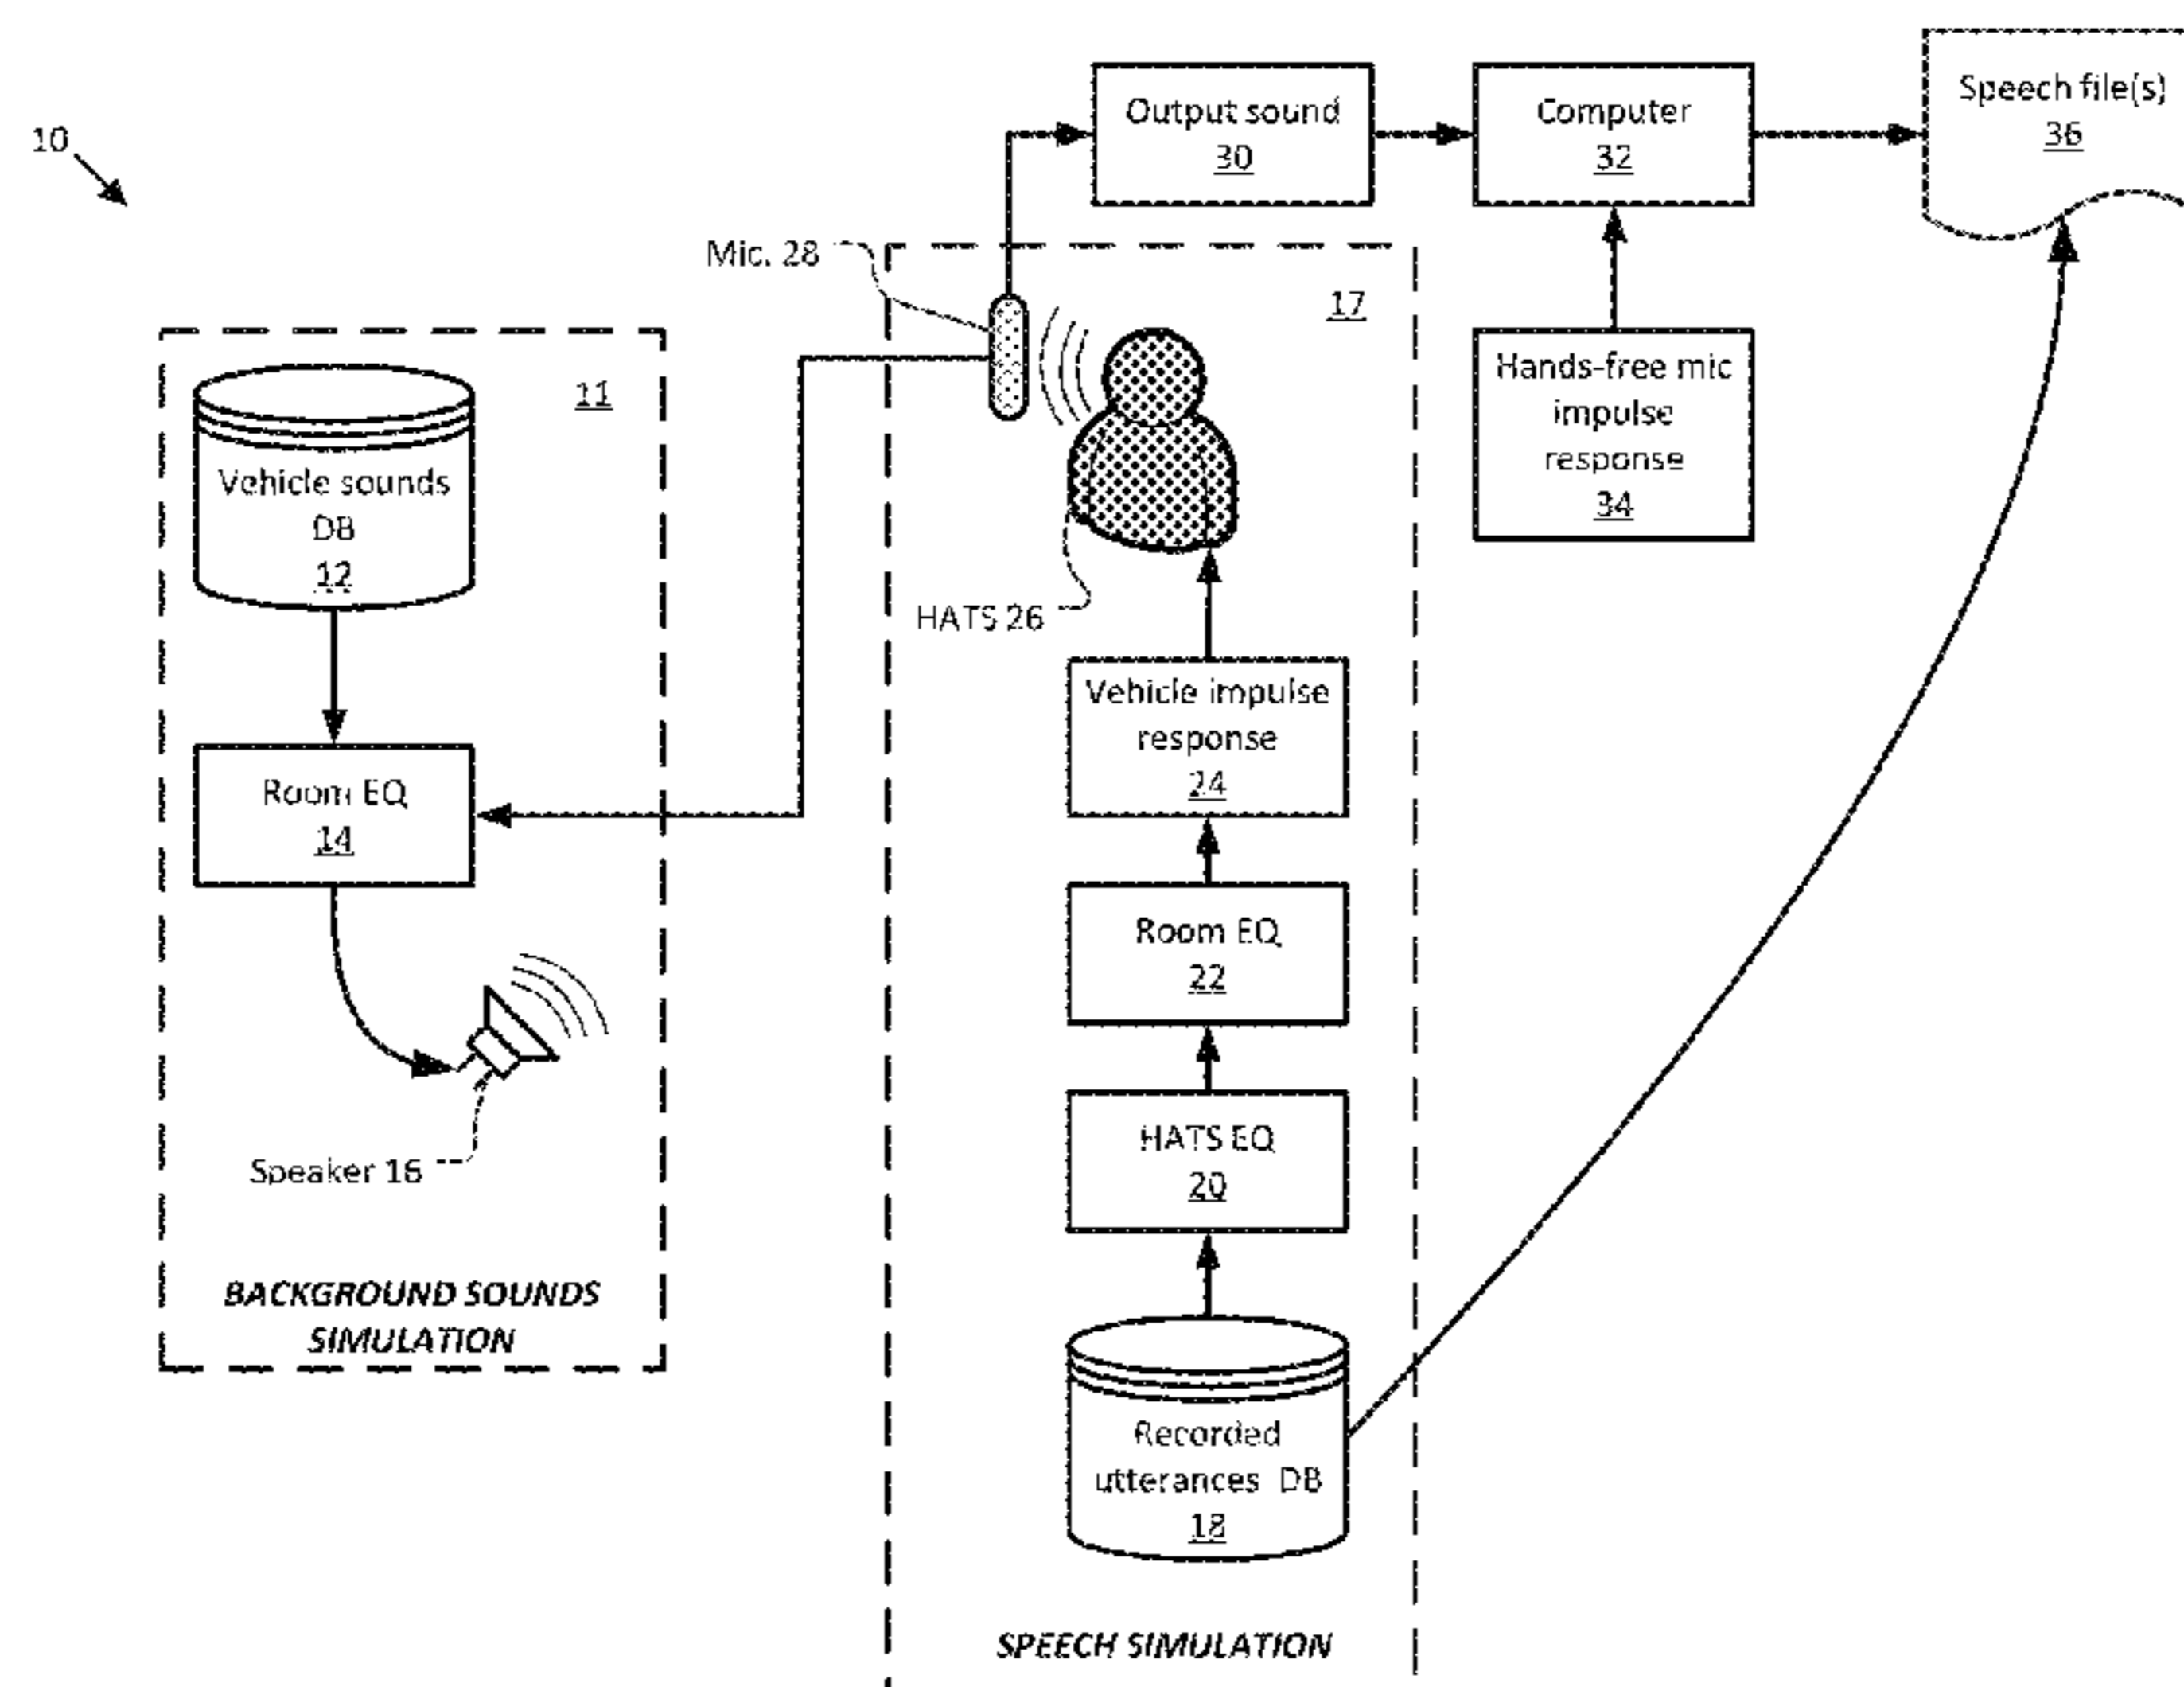 10
Output sound
30
Computer
32
Speech file(s)
36
Mic. 28
17
11
Vehicle sounds
DB
12
Hands-free mic
impulse
response
34
HATS 26
Vehicle impulse
response
24
Room EQ
14
Room EQ
22
HATS EQ
20
Speaker 16
BACKGROUND SOUNDS
SIMULATION
Recorded
utterances DB
18
SPEECH SIMULATION